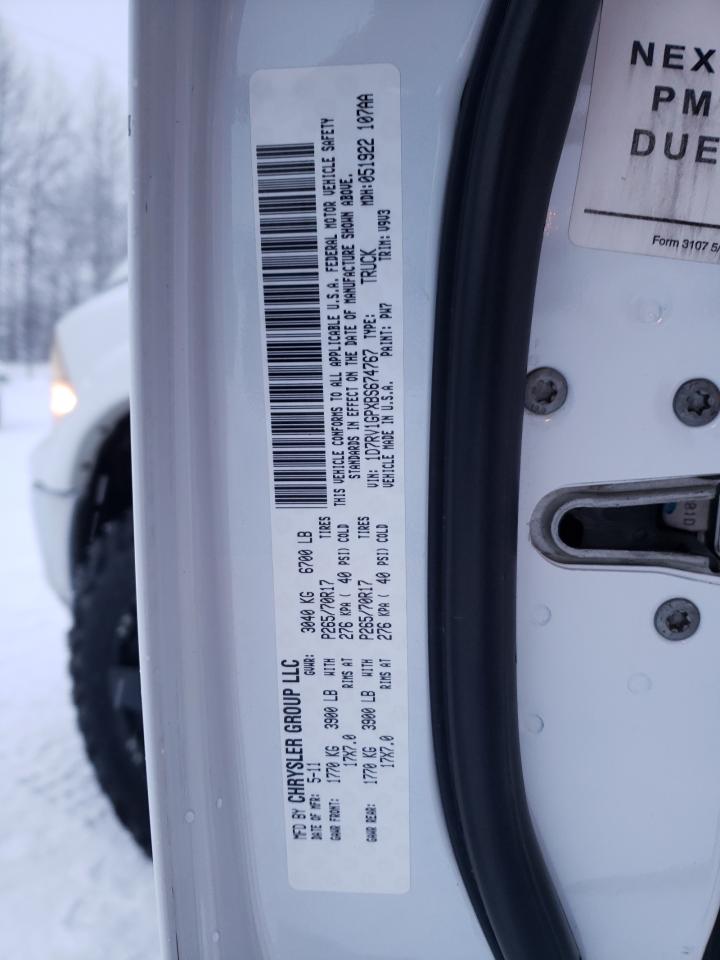 MFD BY CHRYSLER GROUP LLC
DATE OF MFR: 5-11 GVWR: 3040 KG 6700 LB
GAWR FRONT: 1770 KG 3900 LB WITH P265/70R17 TIRES
17X7.0 RIMS AT 276 KPA ( 40 PSI) COLD
GAWR REAR: 1770 KG 3900 LB WITH P265/70R17 TIRES
17X7.0 RIMS AT 276 KPA ( 40 PSI) COLD
THIS VEHICLE CONFORMS TO ALL APPLICABLE U.S.A. FEDERAL MOTOR VEHICLE SAFETY
STANDARDS IN EFFECT ON THE DATE OF MANUFACTURE SHOWN ABOVE.
VIN: 1D7RV1GPXBS674767 TYPE: TRUCK MDH:051922 107AA
VEHICLE MADE IN U.S.A. PAINT: PW7 TRIM: V9V3
NEX
PM
DUE
Form 3107 5/